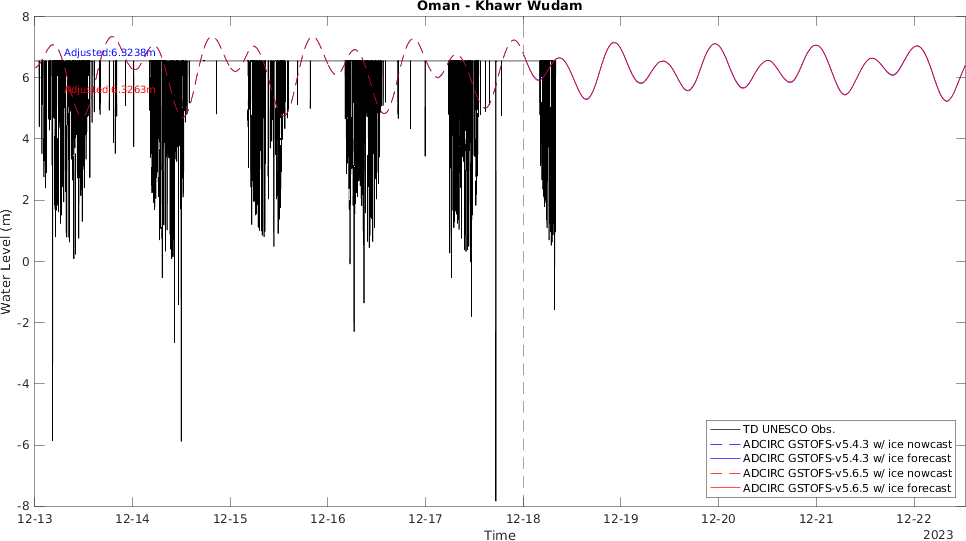 Oman - Khawr Wudam
Water Level (m)
8
6
4
2
0
-2
-4
-6
-8
Adjusted:6.3238m
Adjusted:6.3263m
TD UNESCO Obs.
ADCIRC GSTOFS-v5.4.3 w/ ice nowcast
ADCIRC GSTOFS-v5.4.3 w/ ice forecast
ADCIRC GSTOFS-v5.6.5 w/ ice nowcast
ADCIRC GSTOFS-v5.6.5 w/ ice forecast
12-13 12-14 12-15 12-16 12-17 12-18 12-19 12-20 12-21 12-22
Time
2023